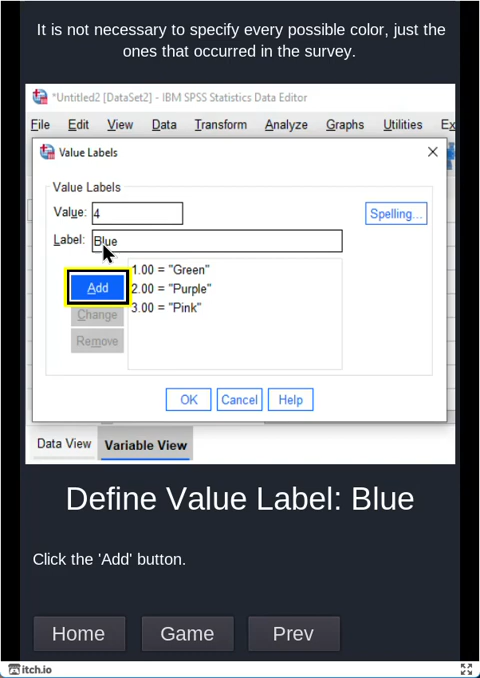 It is not necessary to specify every possible color, just the
ones that occurred in the survey.
*Untitled2 [DataSet2] - IBM SPSS Statistics Data Editor
File Edit View Data Transform Analyze Graphs Utilities Ex
Value Labels
Value Labels
Value: 4
Spelling...
Label: Blue
1.00 = "Green"
Add
2.00 = "Purple"
Change
3.00 = "Pink"
Remove
OK Cancel Help
Data View Variable View
Define Value Label: Blue
Click the 'Add' button.
Home Game Prev
itch.io